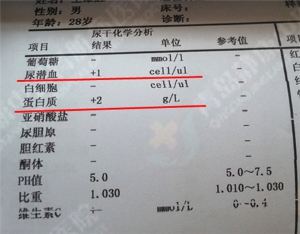 性别：男 床号：
年龄：28岁 诊断：
尿干化学分析
项目 结果 单位 参考值
葡萄糖 - mmol/l
尿潜血 +1 cell/ul
白细胞 - cell/ul
蛋白质 +2 g/L
亚硝酸盐 -
尿胆原 -
胆红素 -
酮体 -
PH值 5.0 5.0~7.5
比重 1.030 1.010~1.030
维生素C - mmol/L 0-0.4